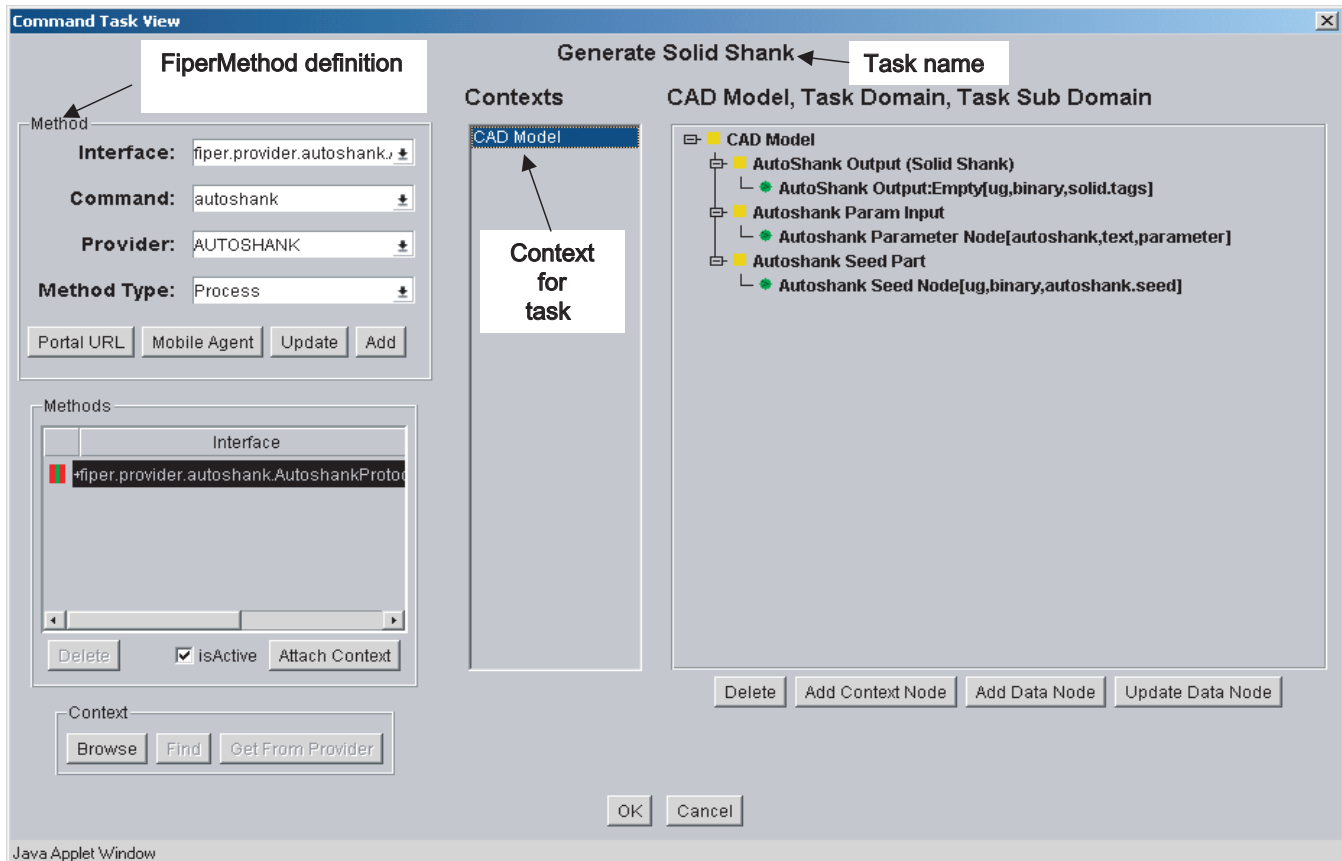 Command Task View
FiperMethod definition
Generate Solid Shank
Task name
Contexts
CAD Model, Task Domain, Task Sub Domain
Method
Interface:
fiper.provider.autoshank./
Command:
autoshank
Provider:
AUTOSHANK
Method Type:
Process
Portal URL
Mobile Agent
Update
Add
Methods
Interface
+fiper.provider.autoshank.AutoshankProtoc
Delete
isActive
Attach Context
Context
Browse
Find
Get From Provider
CAD Model
Context
for
task
CAD Model
AutoShank Output (Solid Shank)
AutoShank Output:Empty[ug,binary,solid.tags]
Autoshank Param Input
Autoshank Parameter Node[autoshank,text,parameter]
Autoshank Seed Part
Autoshank Seed Node[ug,binary,autoshank.seed]
Delete
Add Context Node
Add Data Node
Update Data Node
OK
Cancel
Java Applet Window